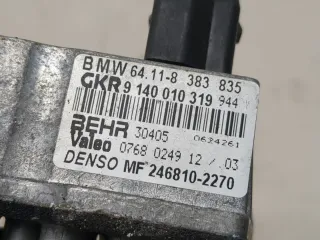 BMW 64.11-8 383 835
GKR 9 140 010 319 944 V
BEHR 30405 0624261
Valeo 0768 0249 12 / .03
DENSO MF 246810-2270